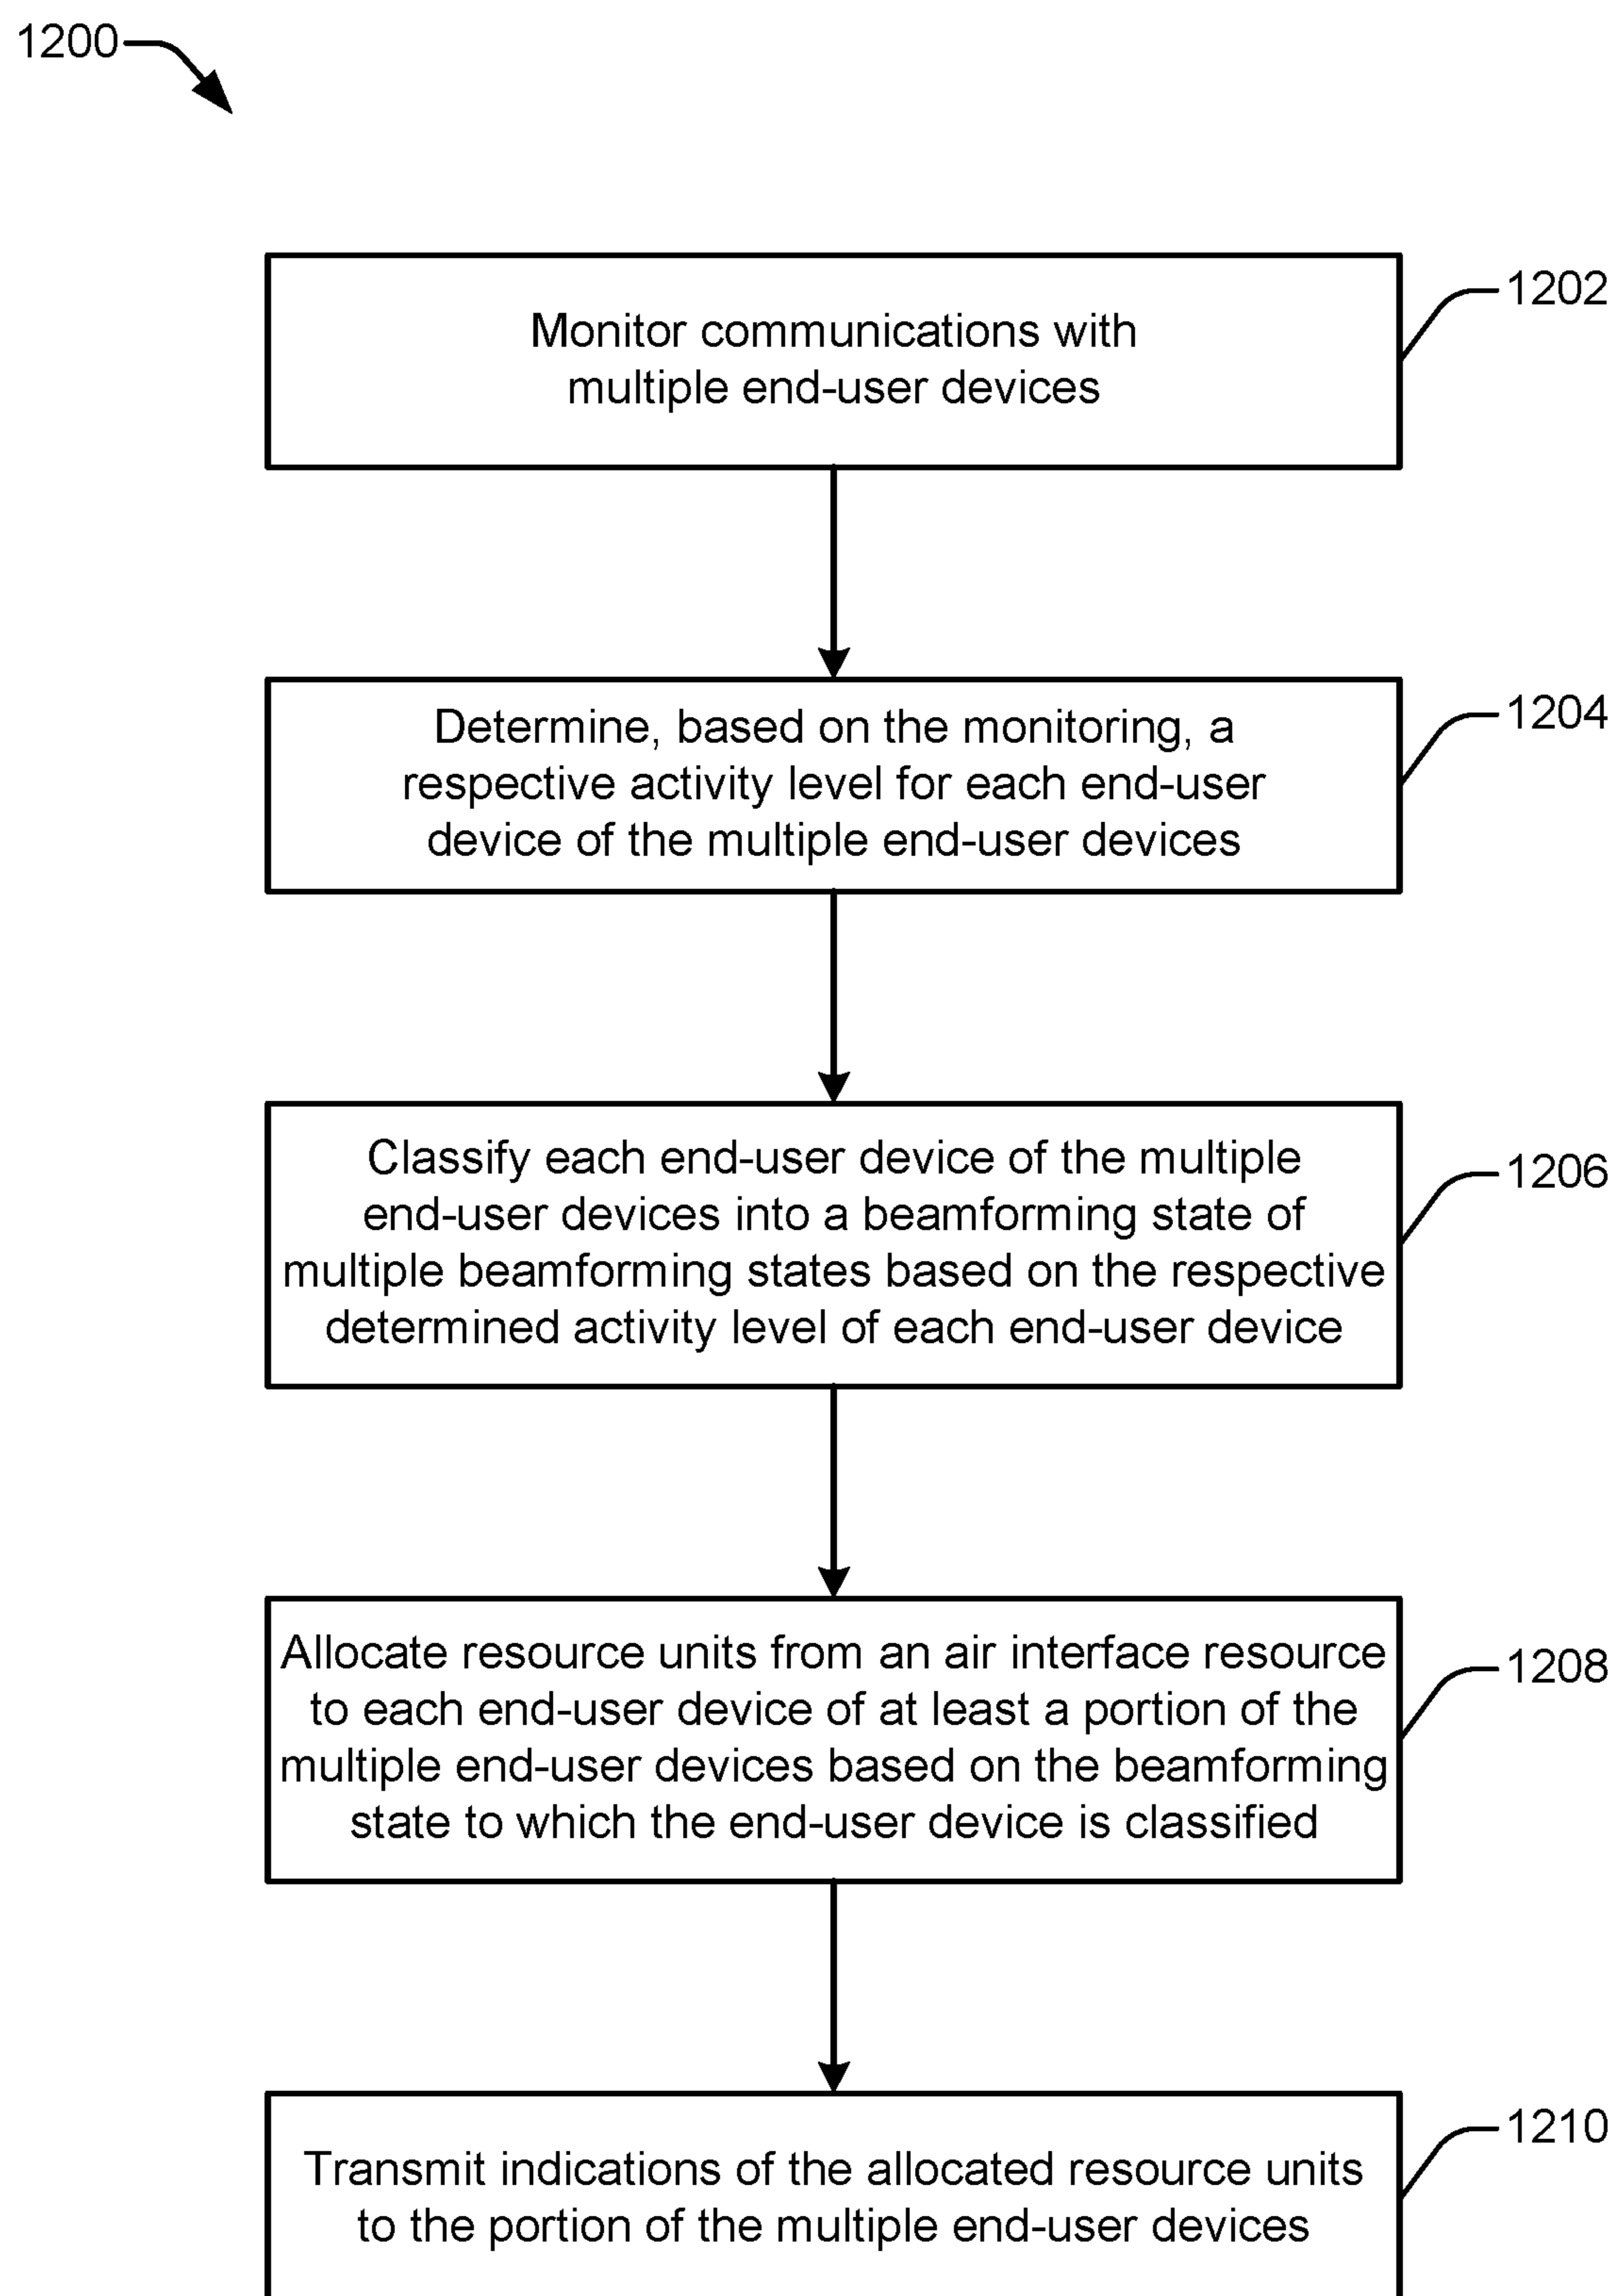 1200
Monitor communications with
multiple end-user devices
1202
Determine, based on the monitoring, a
respective activity level for each end-user
device of the multiple end-user devices
1204
Classify each end-user device of the multiple
end-user devices into a beamforming state of
multiple beamforming states based on the respective
determined activity level of each end-user device
1206
Allocate resource units from an air interface resource
to each end-user device of at least a portion of the
multiple end-user devices based on the beamforming
state to which the end-user device is classified
1208
Transmit indications of the allocated resource units
to the portion of the multiple end-user devices
1210